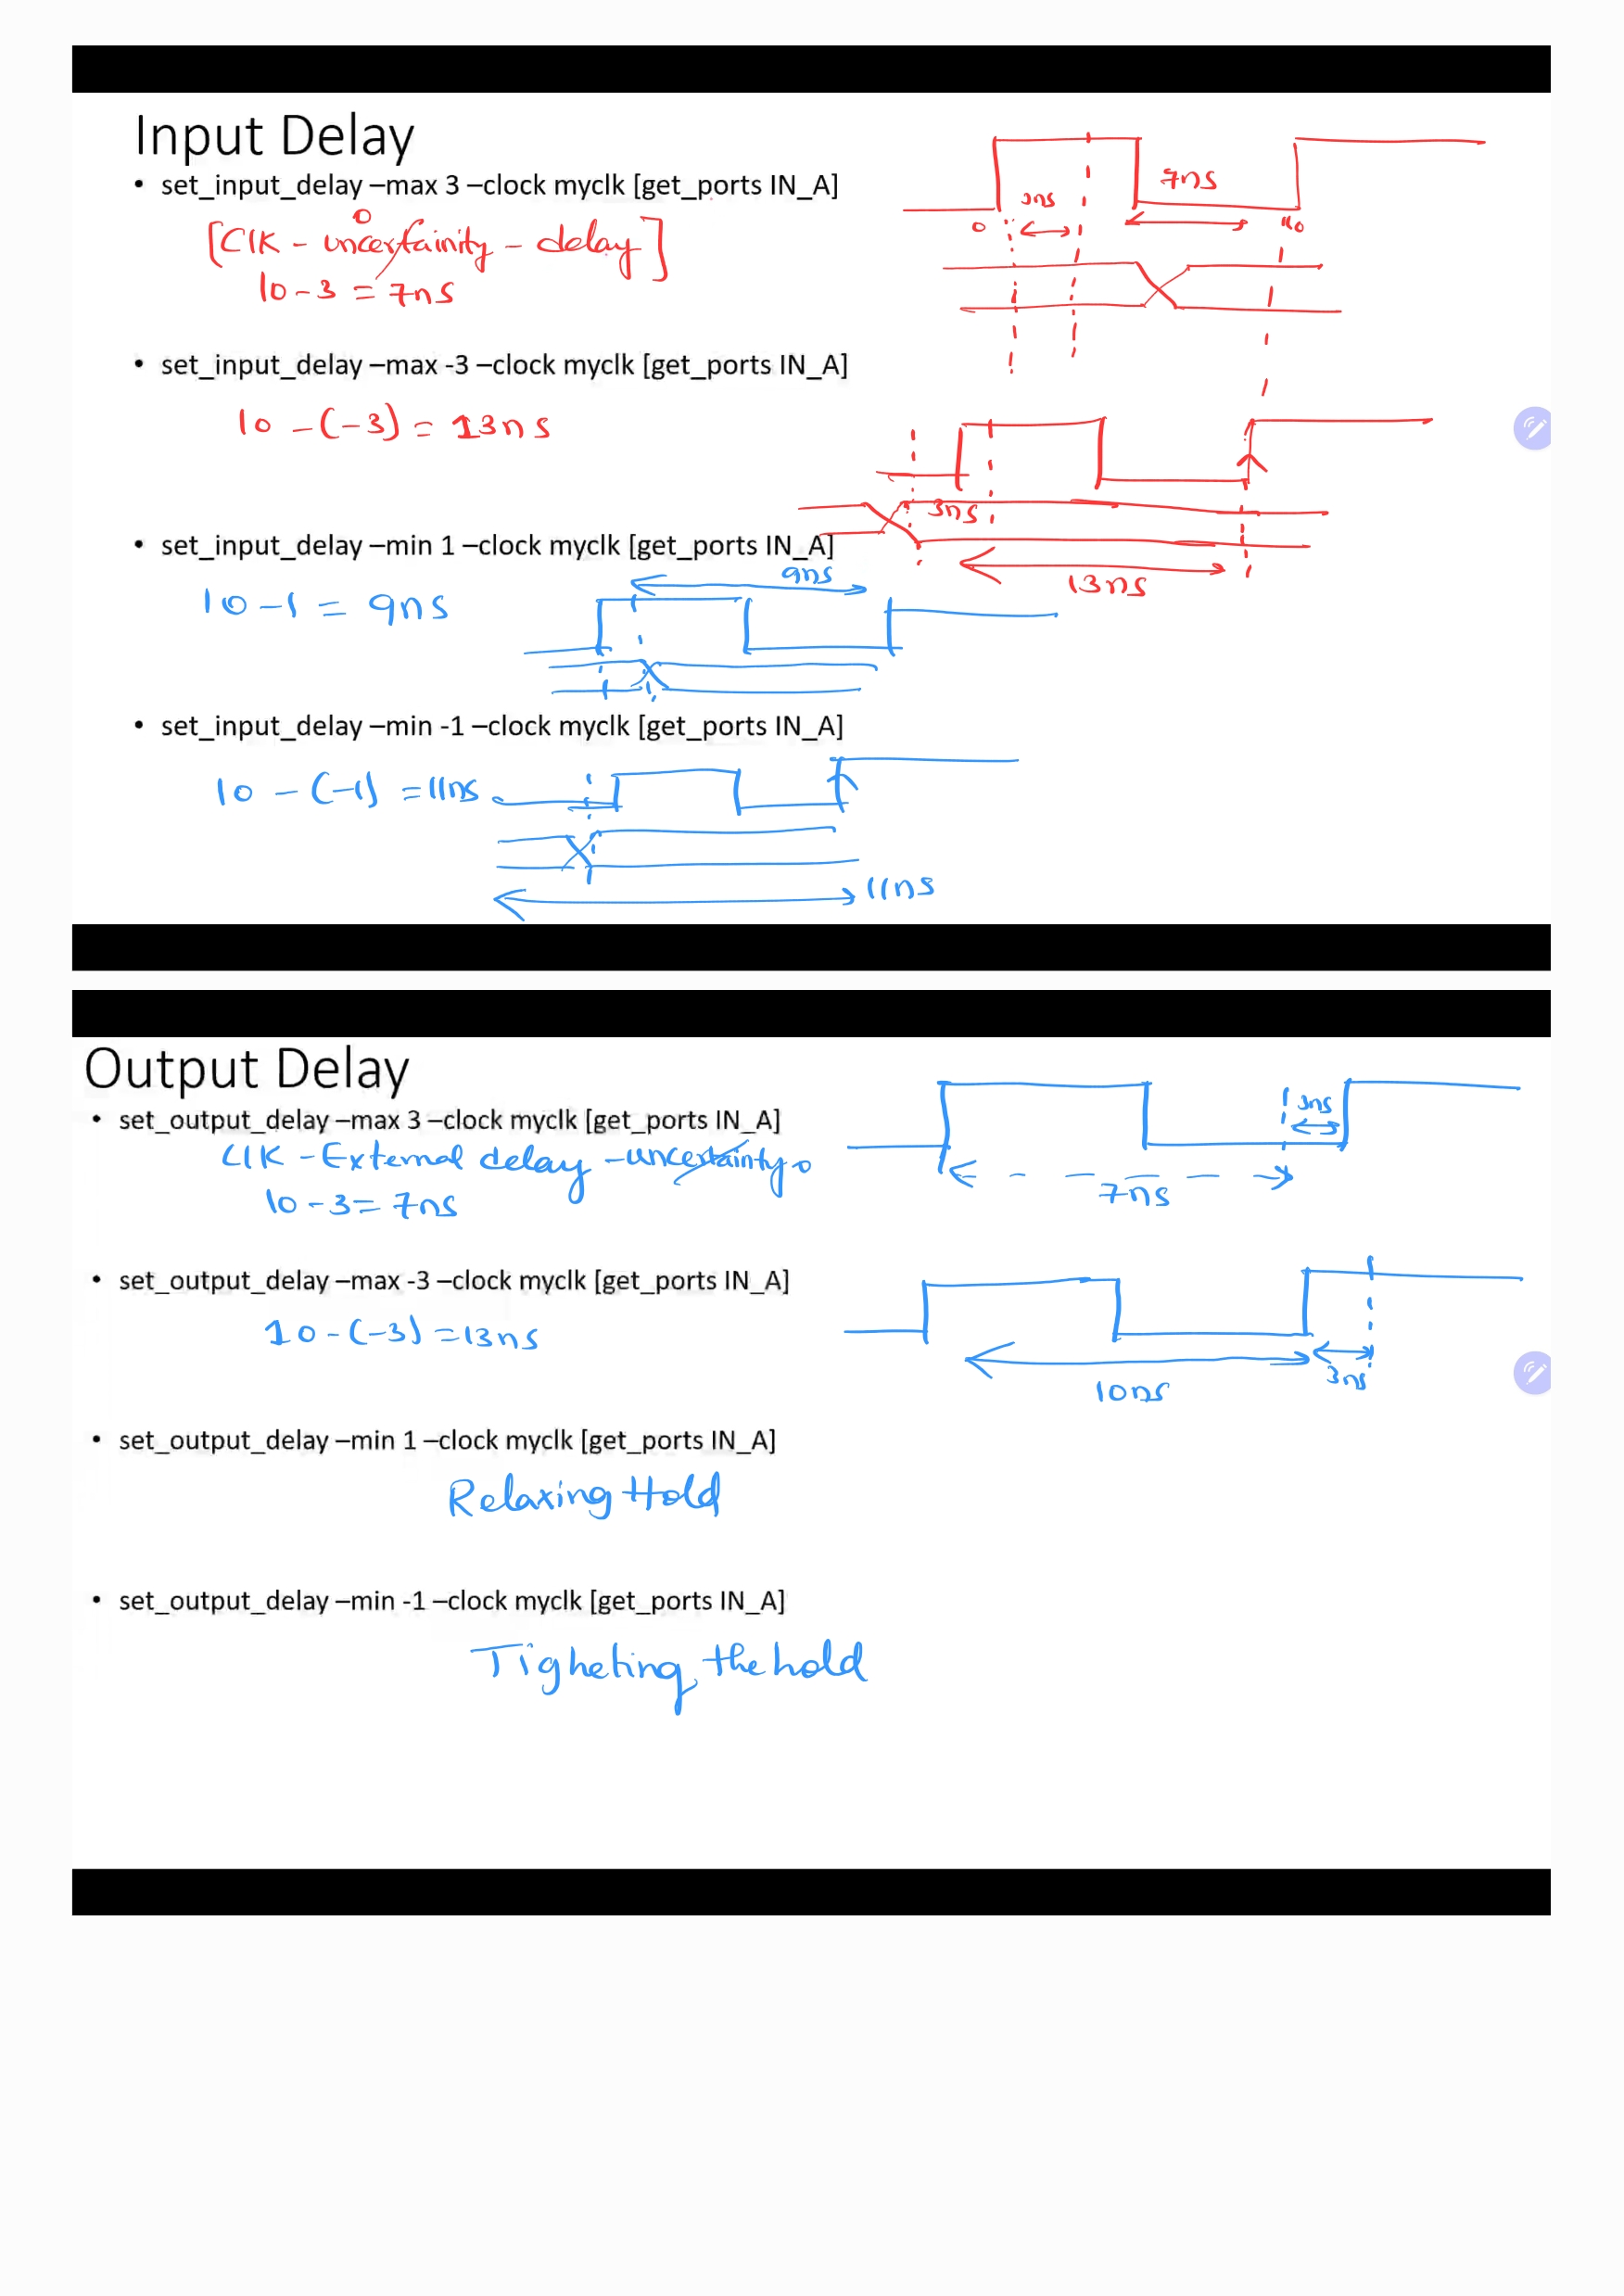 Input Delay
• set_input_delay –max 3 –clock myclk [get_ports IN_A]
0
[ClK - uncertainity - delay]
10 - 3 = 7ns
3ns
7ns
0
10
• set_input_delay –max -3 –clock myclk [get_ports IN_A]
10 - (-3) = 13ns
3ns
13ns
• set_input_delay –min 1 –clock myclk [get_ports IN_A]
10 - 1 = 9ns
9ns
• set_input_delay –min -1 –clock myclk [get_ports IN_A]
10 - (-1) = 11ns
11ns
Output Delay
• set_output_delay –max 3 –clock myclk [get_ports IN_A]
ClK - External delay - uncertainty 0
10 - 3 = 7ns
3ns
7ns
• set_output_delay –max -3 –clock myclk [get_ports IN_A]
10 - (-3) = 13ns
10ns
3ns
• set_output_delay –min 1 –clock myclk [get_ports IN_A]
Relaxing Hold
• set_output_delay –min -1 –clock myclk [get_ports IN_A]
Tigheting the hold